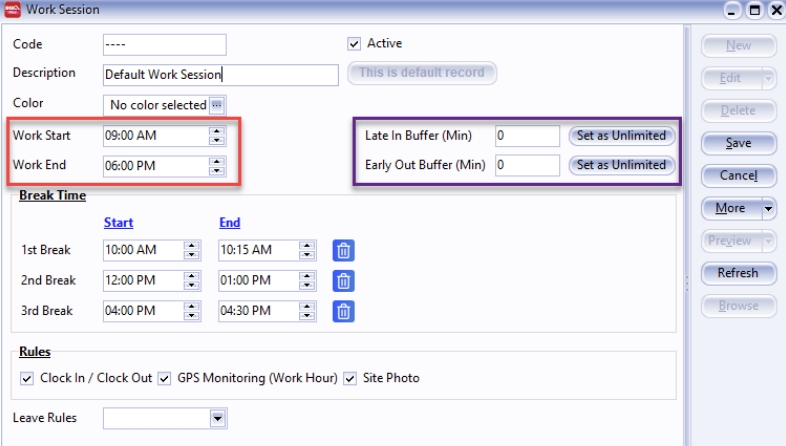 Work Session
Code ---- Active
Description Default Work Session This is default record
Color No color selected
Work Start 09:00 AM Late In Buffer (Min) 0 Set as Unlimited
Work End 06:00 PM Early Out Buffer (Min) 0 Set as Unlimited
Break Time
Start End
1st Break 10:00 AM 10:15 AM
2nd Break 12:00 PM 01:00 PM
3rd Break 04:00 PM 04:30 PM
Rules
Clock In / Clock Out GPS Monitoring (Work Hour) Site Photo
Leave Rules
New
Edit
Delete
Save
Cancel
More
Preview
Refresh
Browse